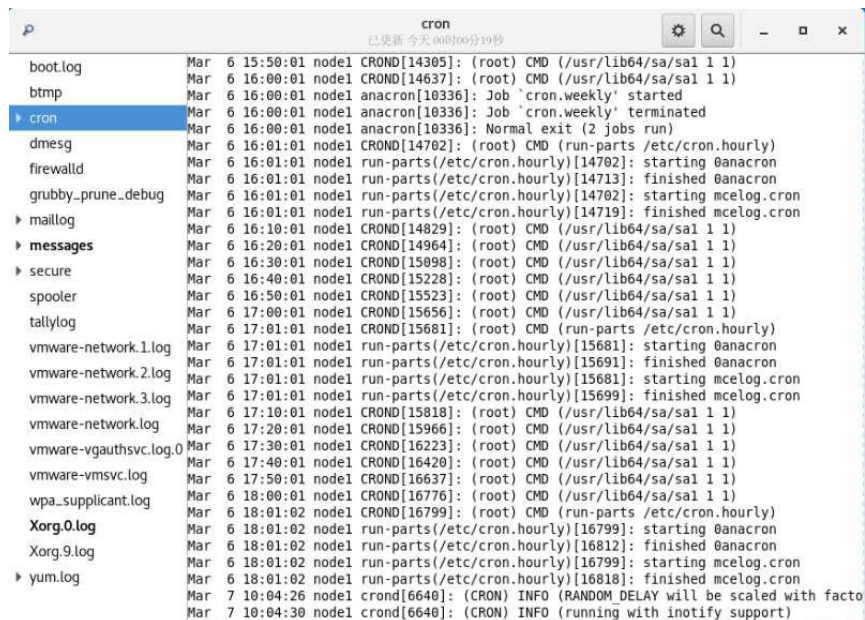 cron
已更新 今天 00时00分19秒
boot.log
btmp
cron
dmesg
firewalld
grubby_prune_debug
maillog
messages
secure
spooler
tallylog
vmware-network.1.log
vmware-network.2.log
vmware-network.3.log
vmware-network.log
vmware-vgauthsvc.log.0
vmware-vmsvc.log
wpa_supplicant.log
Xorg.0.log
Xorg.9.log
yum.log
Mar  6 15:50:01 node1 CROND[14305]: (root) CMD (/usr/lib64/sa/sa1 1 1)
Mar  6 16:00:01 node1 CROND[14637]: (root) CMD (/usr/lib64/sa/sa1 1 1)
Mar  6 16:00:01 node1 anacron[10336]: Job `cron.weekly' started
Mar  6 16:00:01 node1 anacron[10336]: Job `cron.weekly' terminated
Mar  6 16:00:01 node1 anacron[10336]: Normal exit (2 jobs run)
Mar  6 16:01:01 node1 CROND[14702]: (root) CMD (run-parts /etc/cron.hourly)
Mar  6 16:01:01 node1 run-parts(/etc/cron.hourly)[14702]: starting 0anacron
Mar  6 16:01:01 node1 run-parts(/etc/cron.hourly)[14713]: finished 0anacron
Mar  6 16:01:01 node1 run-parts(/etc/cron.hourly)[14702]: starting mcelog.cron
Mar  6 16:01:01 node1 run-parts(/etc/cron.hourly)[14719]: finished mcelog.cron
Mar  6 16:10:01 node1 CROND[14829]: (root) CMD (/usr/lib64/sa/sa1 1 1)
Mar  6 16:20:01 node1 CROND[14964]: (root) CMD (/usr/lib64/sa/sa1 1 1)
Mar  6 16:30:01 node1 CROND[15098]: (root) CMD (/usr/lib64/sa/sa1 1 1)
Mar  6 16:40:01 node1 CROND[15228]: (root) CMD (/usr/lib64/sa/sa1 1 1)
Mar  6 16:50:01 node1 CROND[15523]: (root) CMD (/usr/lib64/sa/sa1 1 1)
Mar  6 17:00:01 node1 CROND[15656]: (root) CMD (/usr/lib64/sa/sa1 1 1)
Mar  6 17:01:01 node1 CROND[15681]: (root) CMD (run-parts /etc/cron.hourly)
Mar  6 17:01:01 node1 run-parts(/etc/cron.hourly)[15681]: starting 0anacron
Mar  6 17:01:01 node1 run-parts(/etc/cron.hourly)[15691]: finished 0anacron
Mar  6 17:01:01 node1 run-parts(/etc/cron.hourly)[15681]: starting mcelog.cron
Mar  6 17:01:01 node1 run-parts(/etc/cron.hourly)[15699]: finished mcelog.cron
Mar  6 17:10:01 node1 CROND[15818]: (root) CMD (/usr/lib64/sa/sa1 1 1)
Mar  6 17:20:01 node1 CROND[15966]: (root) CMD (/usr/lib64/sa/sa1 1 1)
Mar  6 17:30:01 node1 CROND[16223]: (root) CMD (/usr/lib64/sa/sa1 1 1)
Mar  6 17:40:01 node1 CROND[16420]: (root) CMD (/usr/lib64/sa/sa1 1 1)
Mar  6 17:50:01 node1 CROND[16637]: (root) CMD (/usr/lib64/sa/sa1 1 1)
Mar  6 18:00:01 node1 CROND[16776]: (root) CMD (/usr/lib64/sa/sa1 1 1)
Mar  6 18:01:02 node1 CROND[16799]: (root) CMD (run-parts /etc/cron.hourly)
Mar  6 18:01:02 node1 run-parts(/etc/cron.hourly)[16799]: starting 0anacron
Mar  6 18:01:02 node1 run-parts(/etc/cron.hourly)[16812]: finished 0anacron
Mar  6 18:01:02 node1 run-parts(/etc/cron.hourly)[16799]: starting mcelog.cron
Mar  6 18:01:02 node1 run-parts(/etc/cron.hourly)[16818]: finished mcelog.cron
Mar  7 10:04:26 node1 crond[6640]: (CRON) INFO (RANDOM_DELAY will be scaled with facto
Mar  7 10:04:30 node1 crond[6640]: (CRON) INFO (running with inotify support)